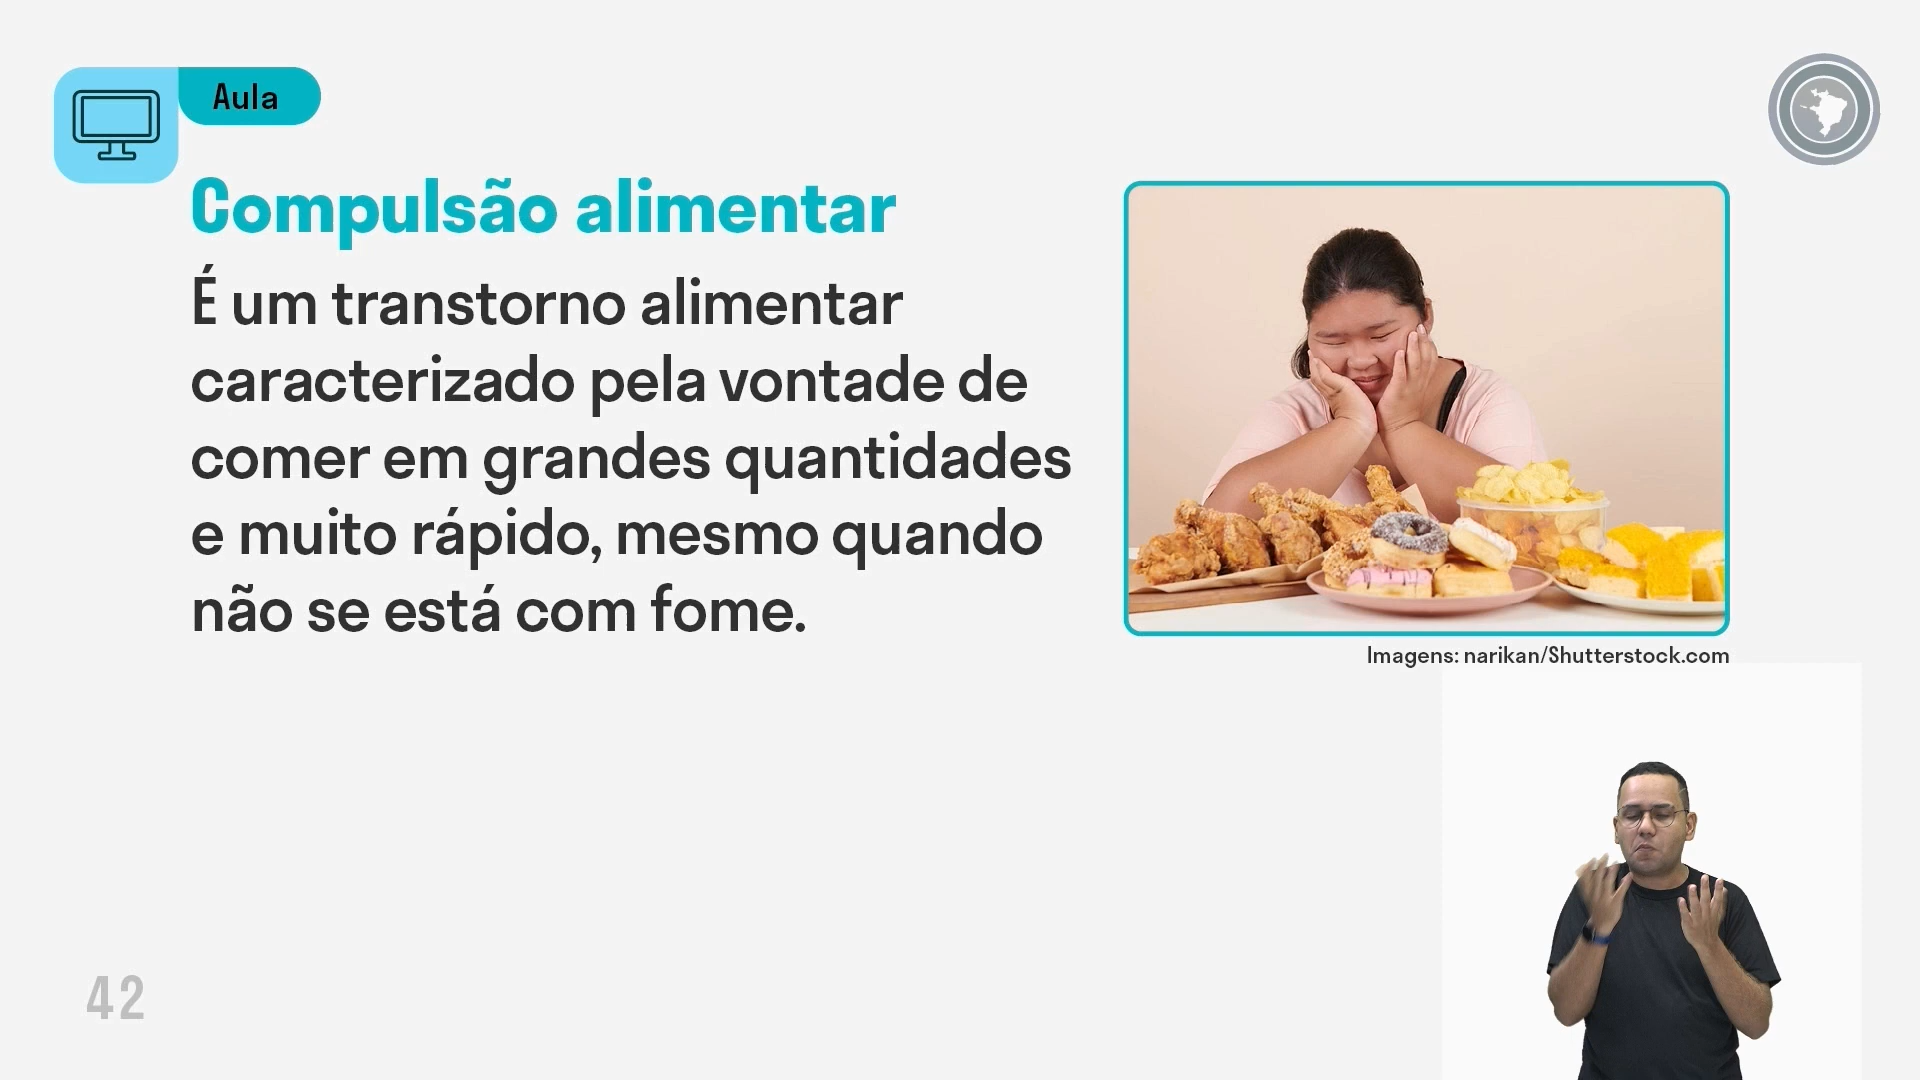 Aula
Compulsão alimentar
É um transtorno alimentar
caracterizado pela vontade de
comer em grandes quantidades
e muito rápido, mesmo quando
não se está com fome.
Imagens: narikan/Shutterstock.com
42